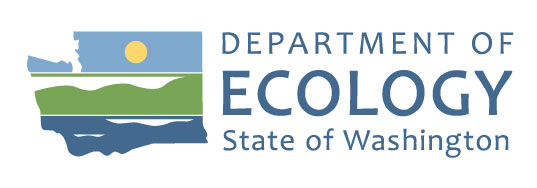 DEPARTMENT OF
ECOLOGY
State of Washington